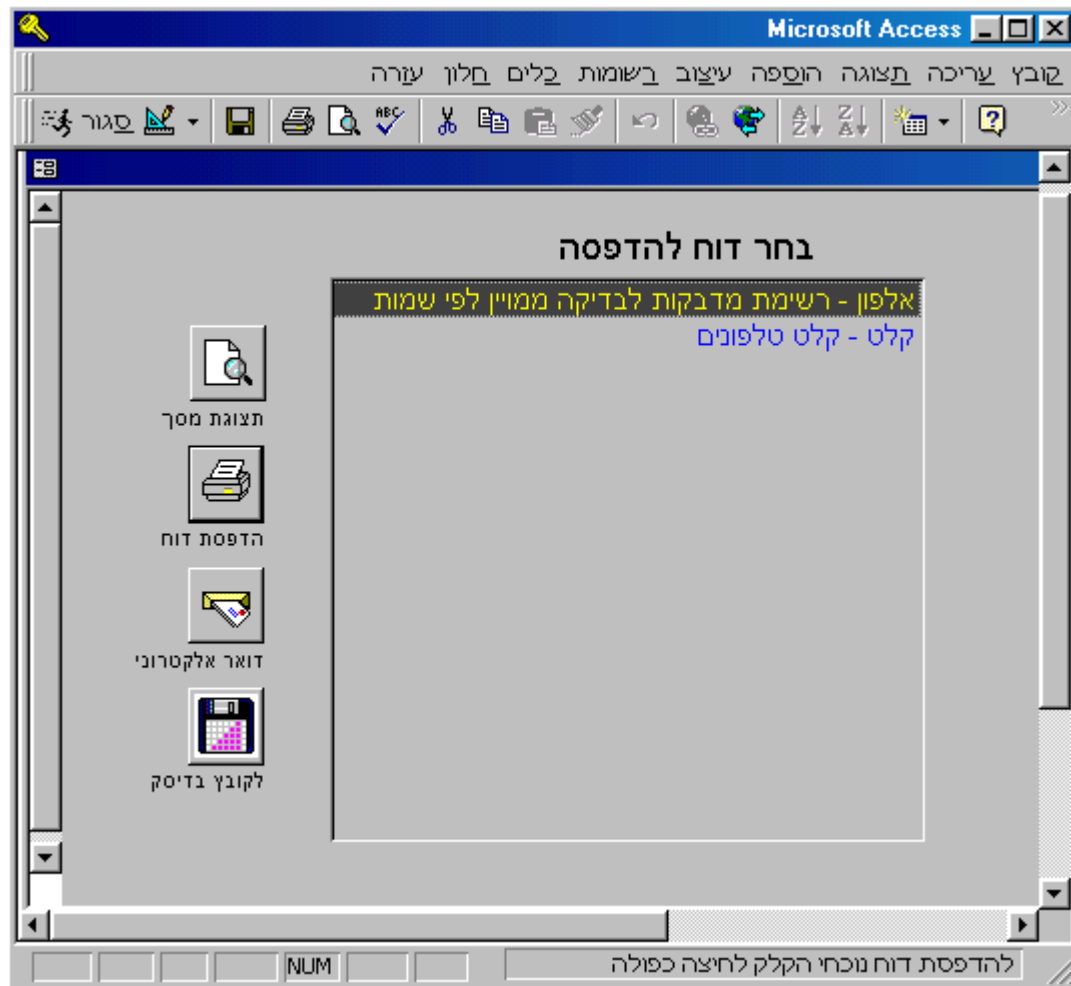 Microsoft Access
קובץ עריכה תצוגה הוספה עיצוב רשומות כלים חלון עזרה
סגור
ABC
A
Z
Z
A
בחר דוח להדפסה
אלפון - רשימת מדבקות לבדיקה ממויין לפי שמות
קלט - קלט טלפונים
תצוגת מסך
הדפסת דוח
דואר אלקטרוני
לקובץ בדיסק
להדפסת דוח נוכחי הקלק לחיצה כפולה
NUM